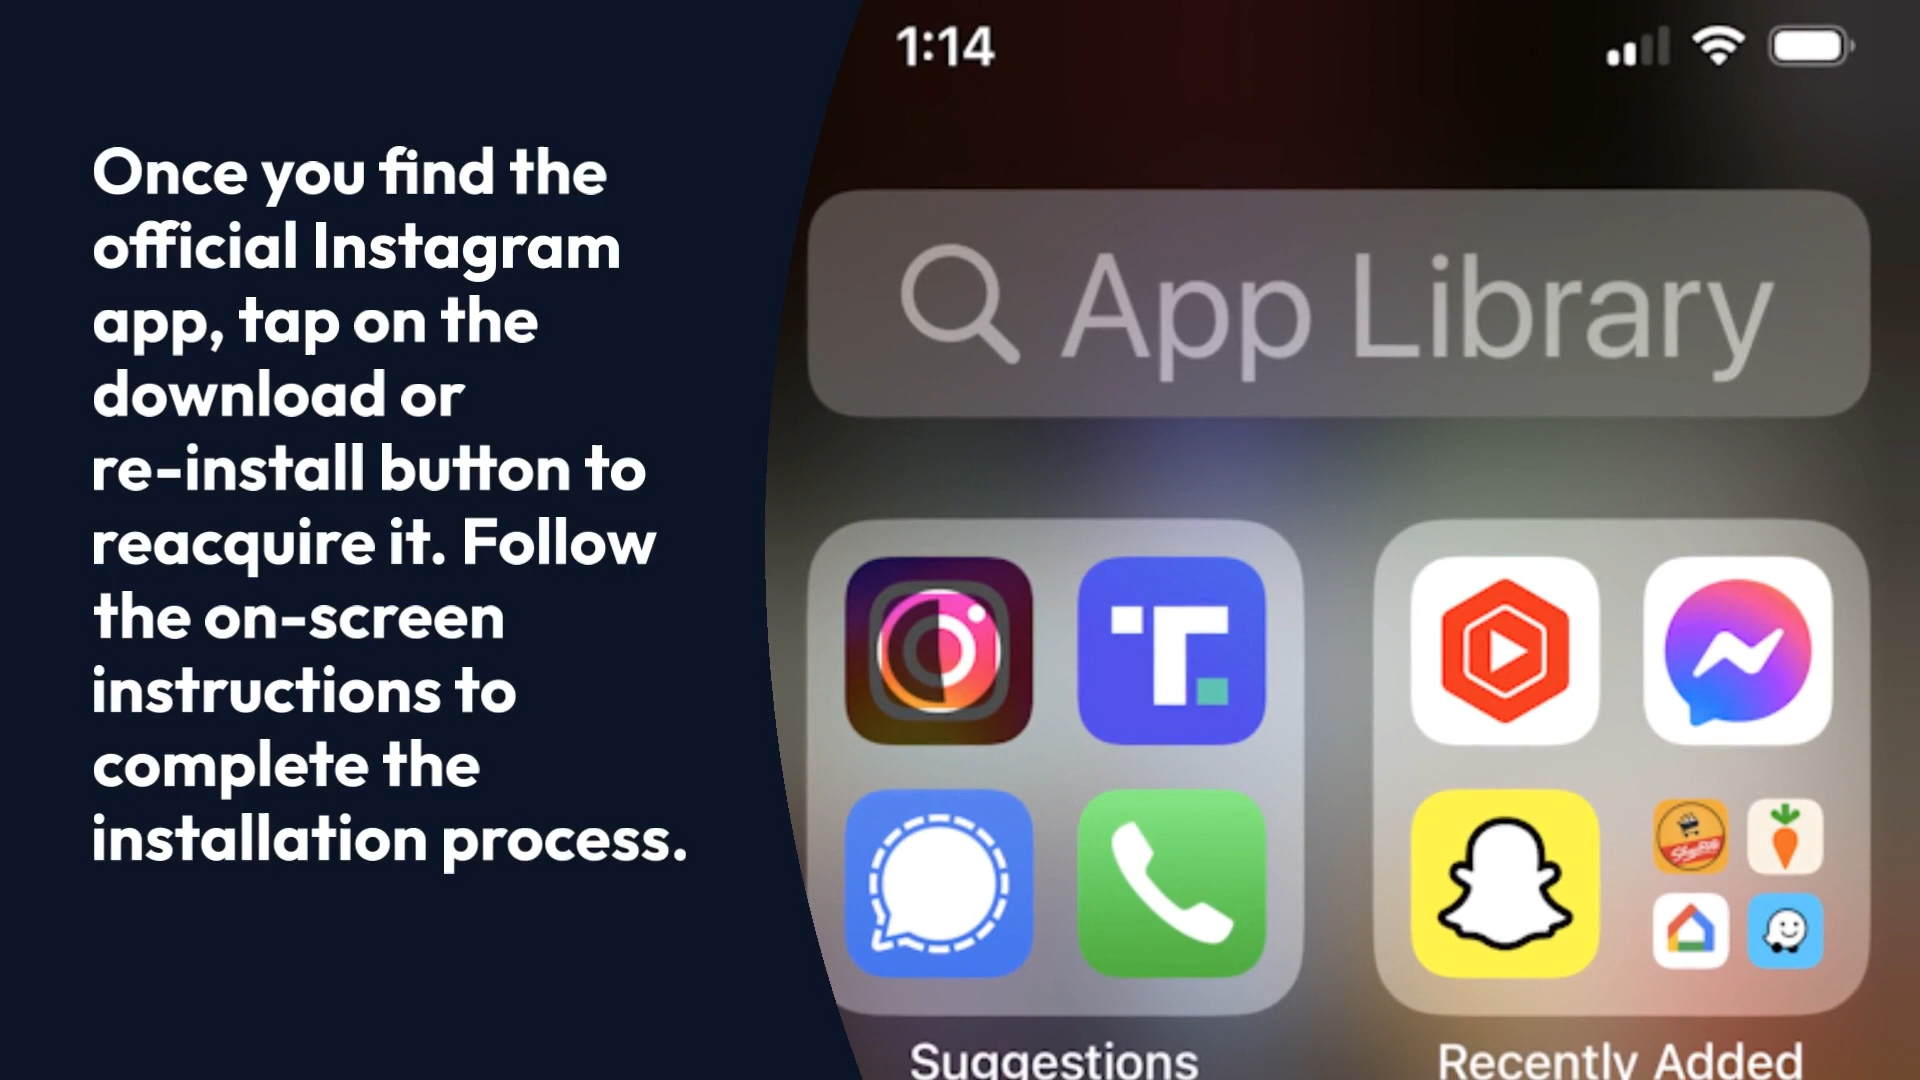 Once you find the
official Instagram
app, tap on the
download or
re-install button to
reacquire it. Follow
the on-screen
instructions to
complete the
installation process.
1:14
App Library
Suggestions
Recently Added